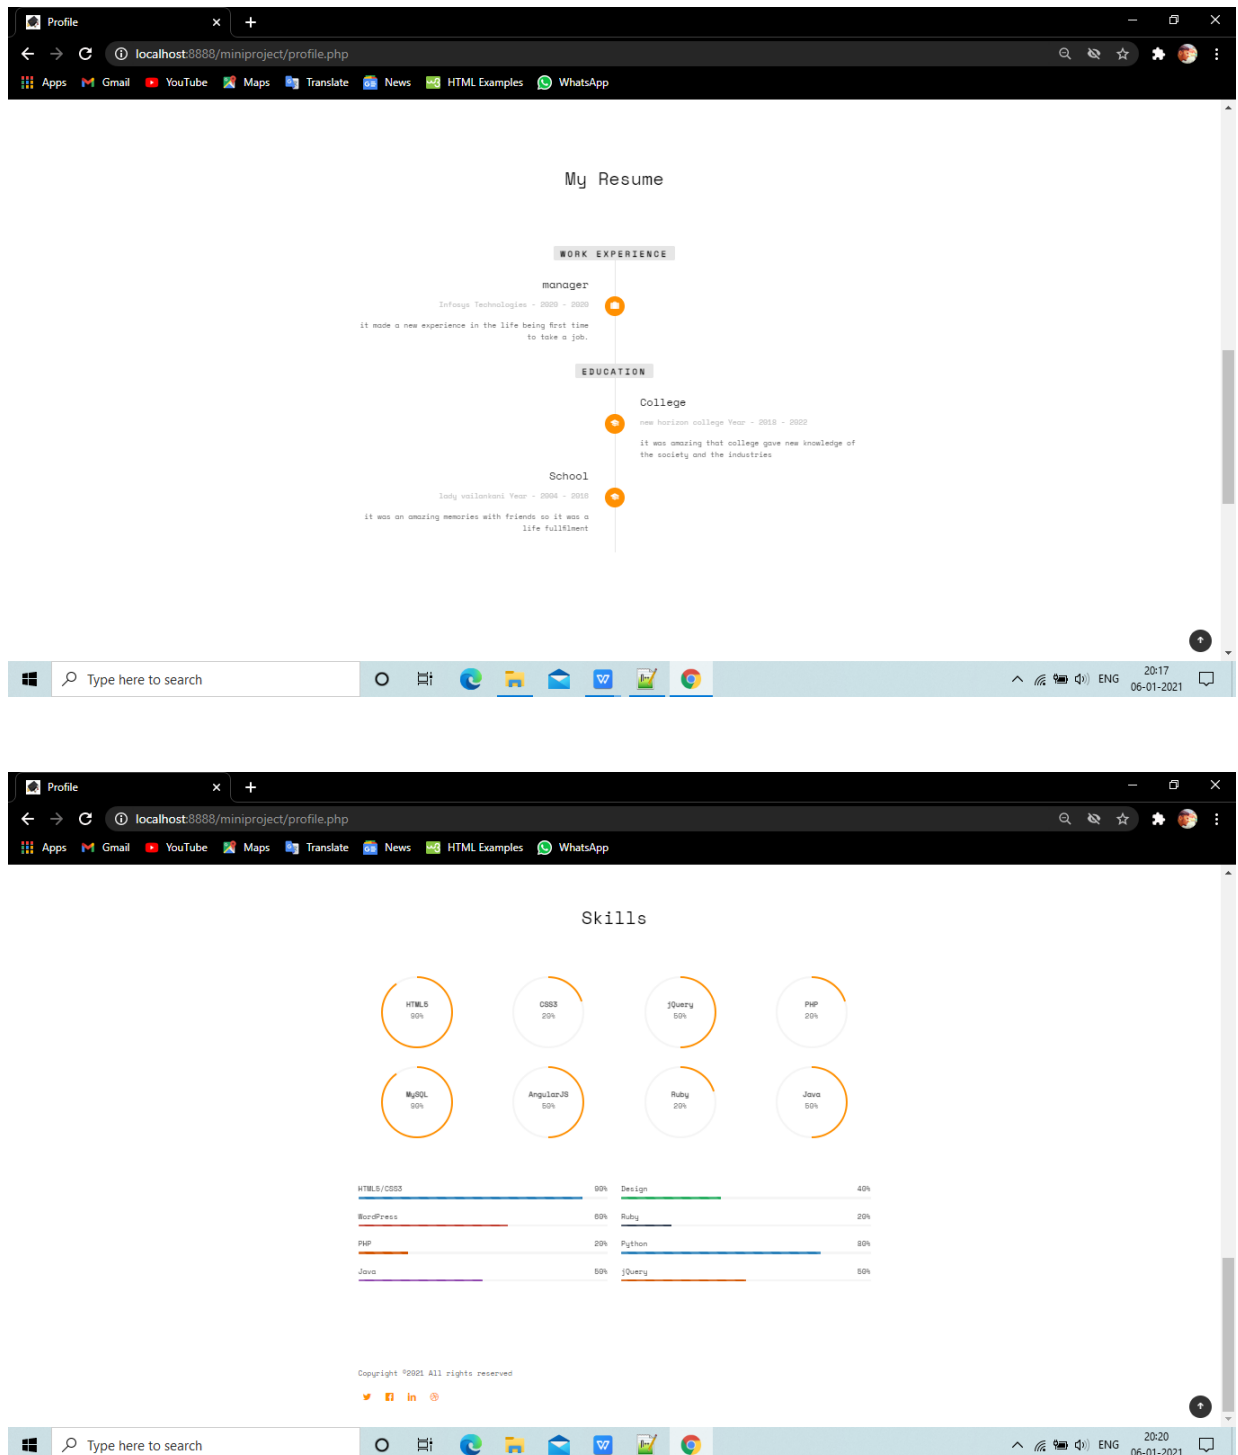 Profile
localhost:8888/miniproject/profile.php
Apps Gmail YouTube Maps Translate News HTML Examples WhatsApp
My Resume
WORK EXPERIENCE
manager
Infosys Technologies - 2020 - 2020
it made a new experience in the life being first time
to take a job.
EDUCATION
College
new horizon college Year - 2018 - 2022
it was amazing that college gave new knowledge of
the society and the industries
School
lady vailankani Year - 2004 - 2016
it was an amazing memories with friends so it was a
life fullfilment
Type here to search
ENG
20:17
06-01-2021
Profile
localhost:8888/miniproject/profile.php
Apps Gmail YouTube Maps Translate News HTML Examples WhatsApp
Skills
HTML5 CSS3 jQuery PHP
90% 20% 50% 20%
MySQL AngularJS Ruby Java
90% 50% 20% 50%
HTML5/CSS3 90% Design 40%
WordPress 60% Ruby 20%
PHP 20% Python 80%
Java 50% jQuery 50%
Copyright ©2021 All rights reserved
Type here to search
ENG
20:20
06-01-2021